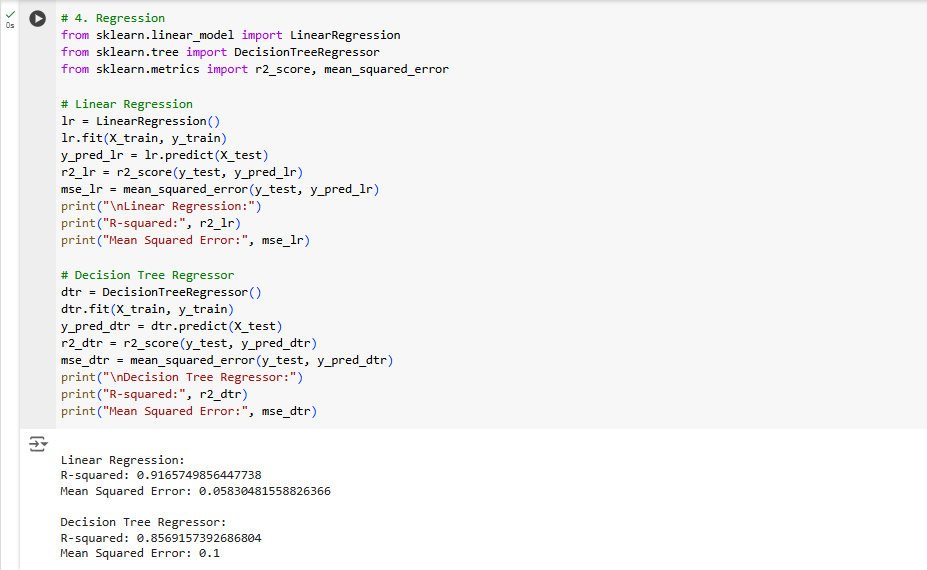 0s
# 4. Regression
from sklearn.linear_model import LinearRegression
from sklearn.tree import DecisionTreeRegressor
from sklearn.metrics import r2_score, mean_squared_error
# Linear Regression
lr = LinearRegression()
lr.fit(X_train, y_train)
y_pred_lr = lr.predict(X_test)
r2_lr = r2_score(y_test, y_pred_lr)
mse_lr = mean_squared_error(y_test, y_pred_lr)
print("\nLinear Regression:")
print("R-squared:", r2_lr)
print("Mean Squared Error:", mse_lr)
# Decision Tree Regressor
dtr = DecisionTreeRegressor()
dtr.fit(X_train, y_train)
y_pred_dtr = dtr.predict(X_test)
r2_dtr = r2_score(y_test, y_pred_dtr)
mse_dtr = mean_squared_error(y_test, y_pred_dtr)
print("\nDecision Tree Regressor:")
print("R-squared:", r2_dtr)
print("Mean Squared Error:", mse_dtr)
Linear Regression:
R-squared: 0.9165749856447738
Mean Squared Error: 0.05830481558826366
Decision Tree Regressor:
R-squared: 0.8569157392686804
Mean Squared Error: 0.1